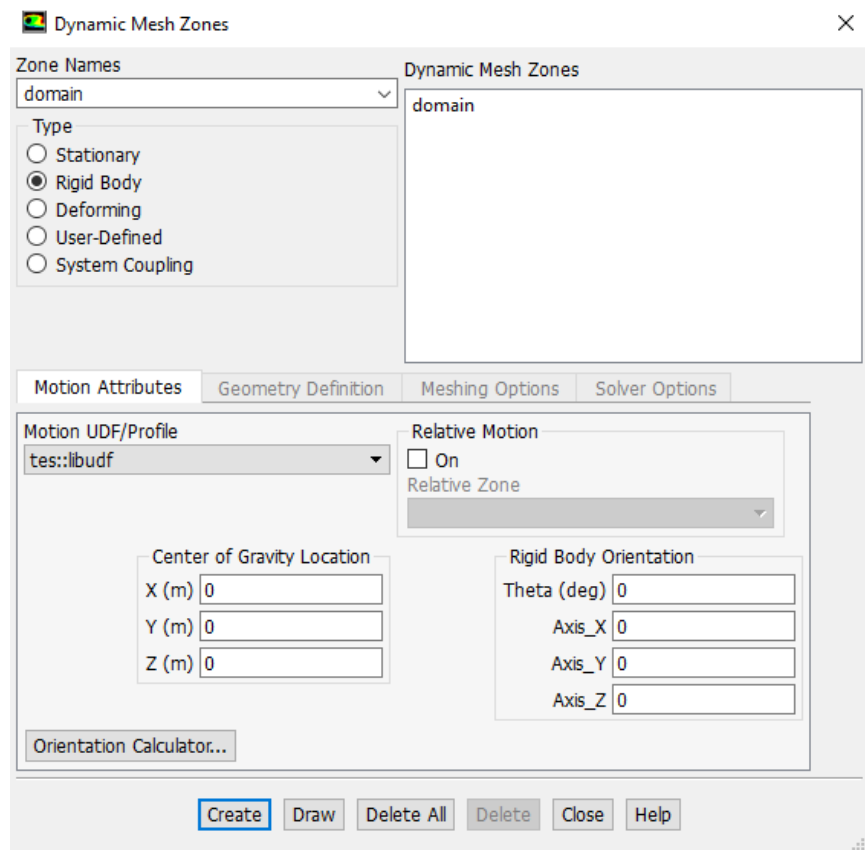 Dynamic Mesh Zones
Zone Names
domain
Type
Stationary
Rigid Body
Deforming
User-Defined
System Coupling
Dynamic Mesh Zones
domain
Motion Attributes
Geometry Definition
Meshing Options
Solver Options
Motion UDF/Profile
tes::libudf
Relative Motion
On
Relative Zone
Center of Gravity Location
X (m) 0
Y (m) 0
Z (m) 0
Rigid Body Orientation
Theta (deg) 0
Axis_X 0
Axis_Y 0
Axis_Z 0
Orientation Calculator...
Create
Draw
Delete All
Delete
Close
Help